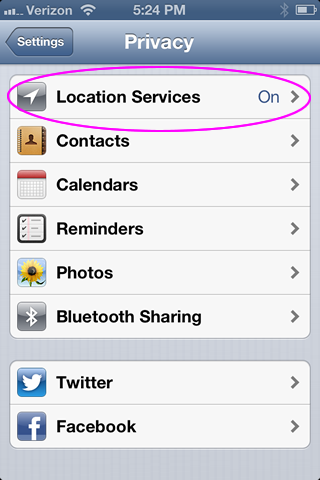 Verizon 5:24 PM
Settings Privacy
Location Services On
Contacts
Calendars
Reminders
Photos
Bluetooth Sharing
Twitter
Facebook